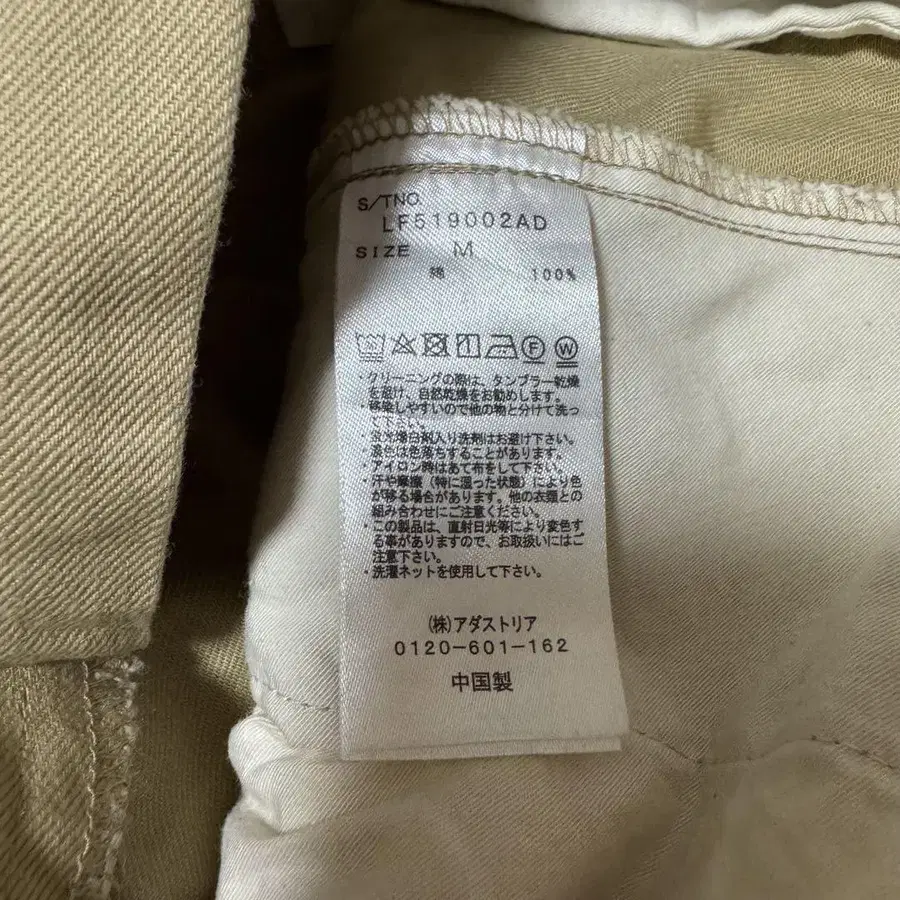 S/TNO.
LF519002AD
SIZE M
綿 100%
・クリーニングの際は、タンブラー乾燥
を避け、自然乾燥をお勧めします。
・移染しやすいので他の物と分けて洗っ
て下さい。
・蛍光増白剤入り洗剤はお避け下さい。
・濃色は色落ちすることがあります。
・アイロン時はあて布をして下さい。
・汗や摩擦（特に湿った状態）により色
が移る場合があります。他の衣類との
組み合わせにご注意ください。
・この製品は、直射日光等により変色す
る事がありますので、お取扱いにはご
注意下さい。
・洗濯ネットを使用して下さい。
(株)アダストリア
0120-601-162
中国製